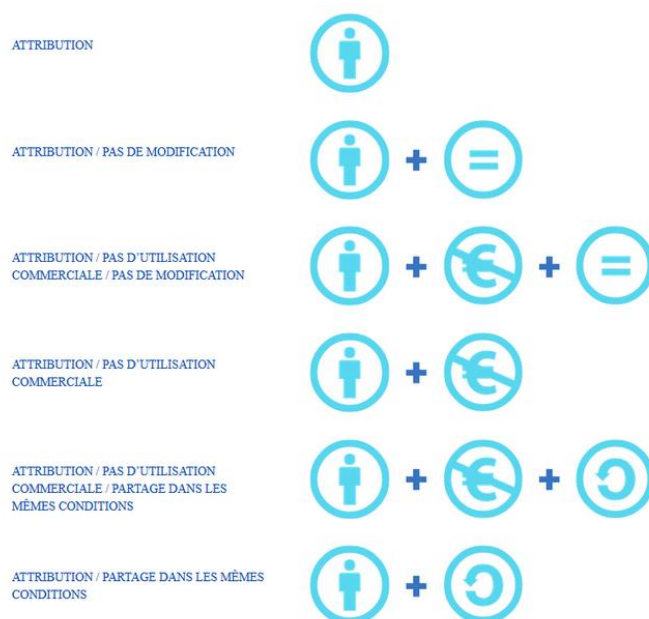 ATTRIBUTION
ATTRIBUTION / PAS DE MODIFICATION
ATTRIBUTION / PAS D'UTILISATION
COMMERCIALE / PAS DE MODIFICATION
ATTRIBUTION / PAS D'UTILISATION
COMMERCIALE
ATTRIBUTION / PAS D'UTILISATION
COMMERCIALE / PARTAGE DANS LES
MÊMES CONDITIONS
ATTRIBUTION / PARTAGE DANS LES MÊMES
CONDITIONS